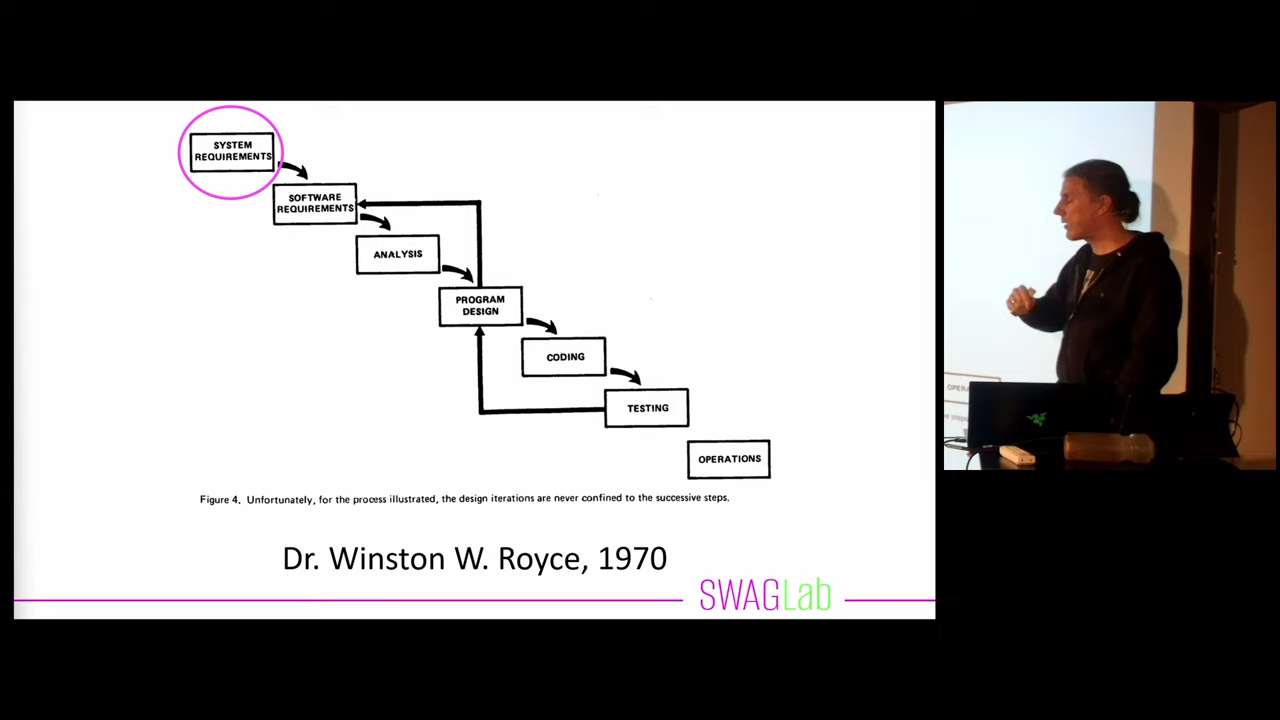 SYSTEM
REQUIREMENTS
SOFTWARE
REQUIREMENTS
ANALYSIS
PROGRAM
DESIGN
CODING
TESTING
OPERATIONS
Figure 4. Unfortunately, for the process illustrated, the design iterations are never confined to the successive steps.
Dr. Winston W. Royce, 1970
SWAGLab